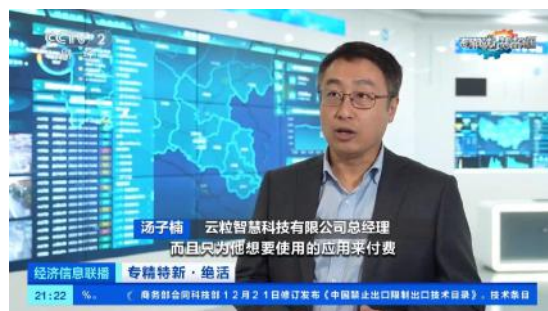 CCTV 2
汤子楠 云粒智慧科技有限公司总经理
而且只为他想要使用的应用来付费
经济信息联播 专精特新·绝活
21:22 %。 《 商务部会同科技部12月21日修订发布《中国禁止出口限制出口技术目录》。技术条目